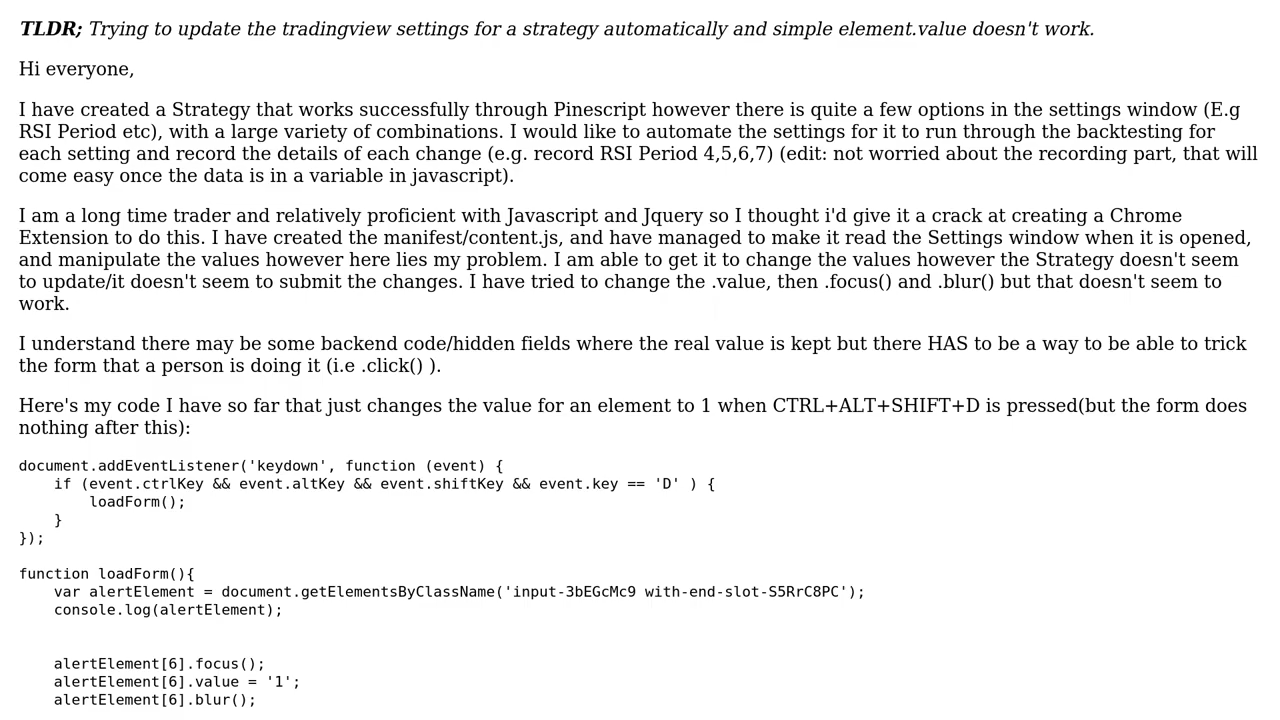 TLDR; Trying to update the tradingview settings for a strategy automatically and simple element.value doesn't work.
Hi everyone,
I have created a Strategy that works successfully through Pinescript however there is quite a few options in the settings window (E.g
RSI Period etc), with a large variety of combinations. I would like to automate the settings for it to run through the backtesting for
each setting and record the details of each change (e.g. record RSI Period 4,5,6,7) (edit: not worried about the recording part, that will
come easy once the data is in a variable in javascript).
I am a long time trader and relatively proficient with Javascript and Jquery so I thought i'd give it a crack at creating a Chrome
Extension to do this. I have created the manifest/content.js, and have managed to make it read the Settings window when it is opened,
and manipulate the values however here lies my problem. I am able to get it to change the values however the Strategy doesn't seem
to update/it doesn't seem to submit the changes. I have tried to change the .value, then .focus() and .blur() but that doesn't seem to
work.
I understand there may be some backend code/hidden fields where the real value is kept but there HAS to be a way to be able to trick
the form that a person is doing it (i.e .click() ).
Here's my code I have so far that just changes the value for an element to 1 when CTRL+ALT+SHIFT+D is pressed(but the form does
nothing after this):
document.addEventListener('keydown', function (event) {
    if (event.ctrlKey && event.altKey && event.shiftKey && event.key == 'D' ) {
        loadForm();
    }
});
function loadForm(){
    var alertElement = document.getElementsByClassName('input-3bEGcMc9 with-end-slot-S5RrC8PC');
    console.log(alertElement);
    alertElement[6].focus();
    alertElement[6].value = '1';
    alertElement[6].blur();